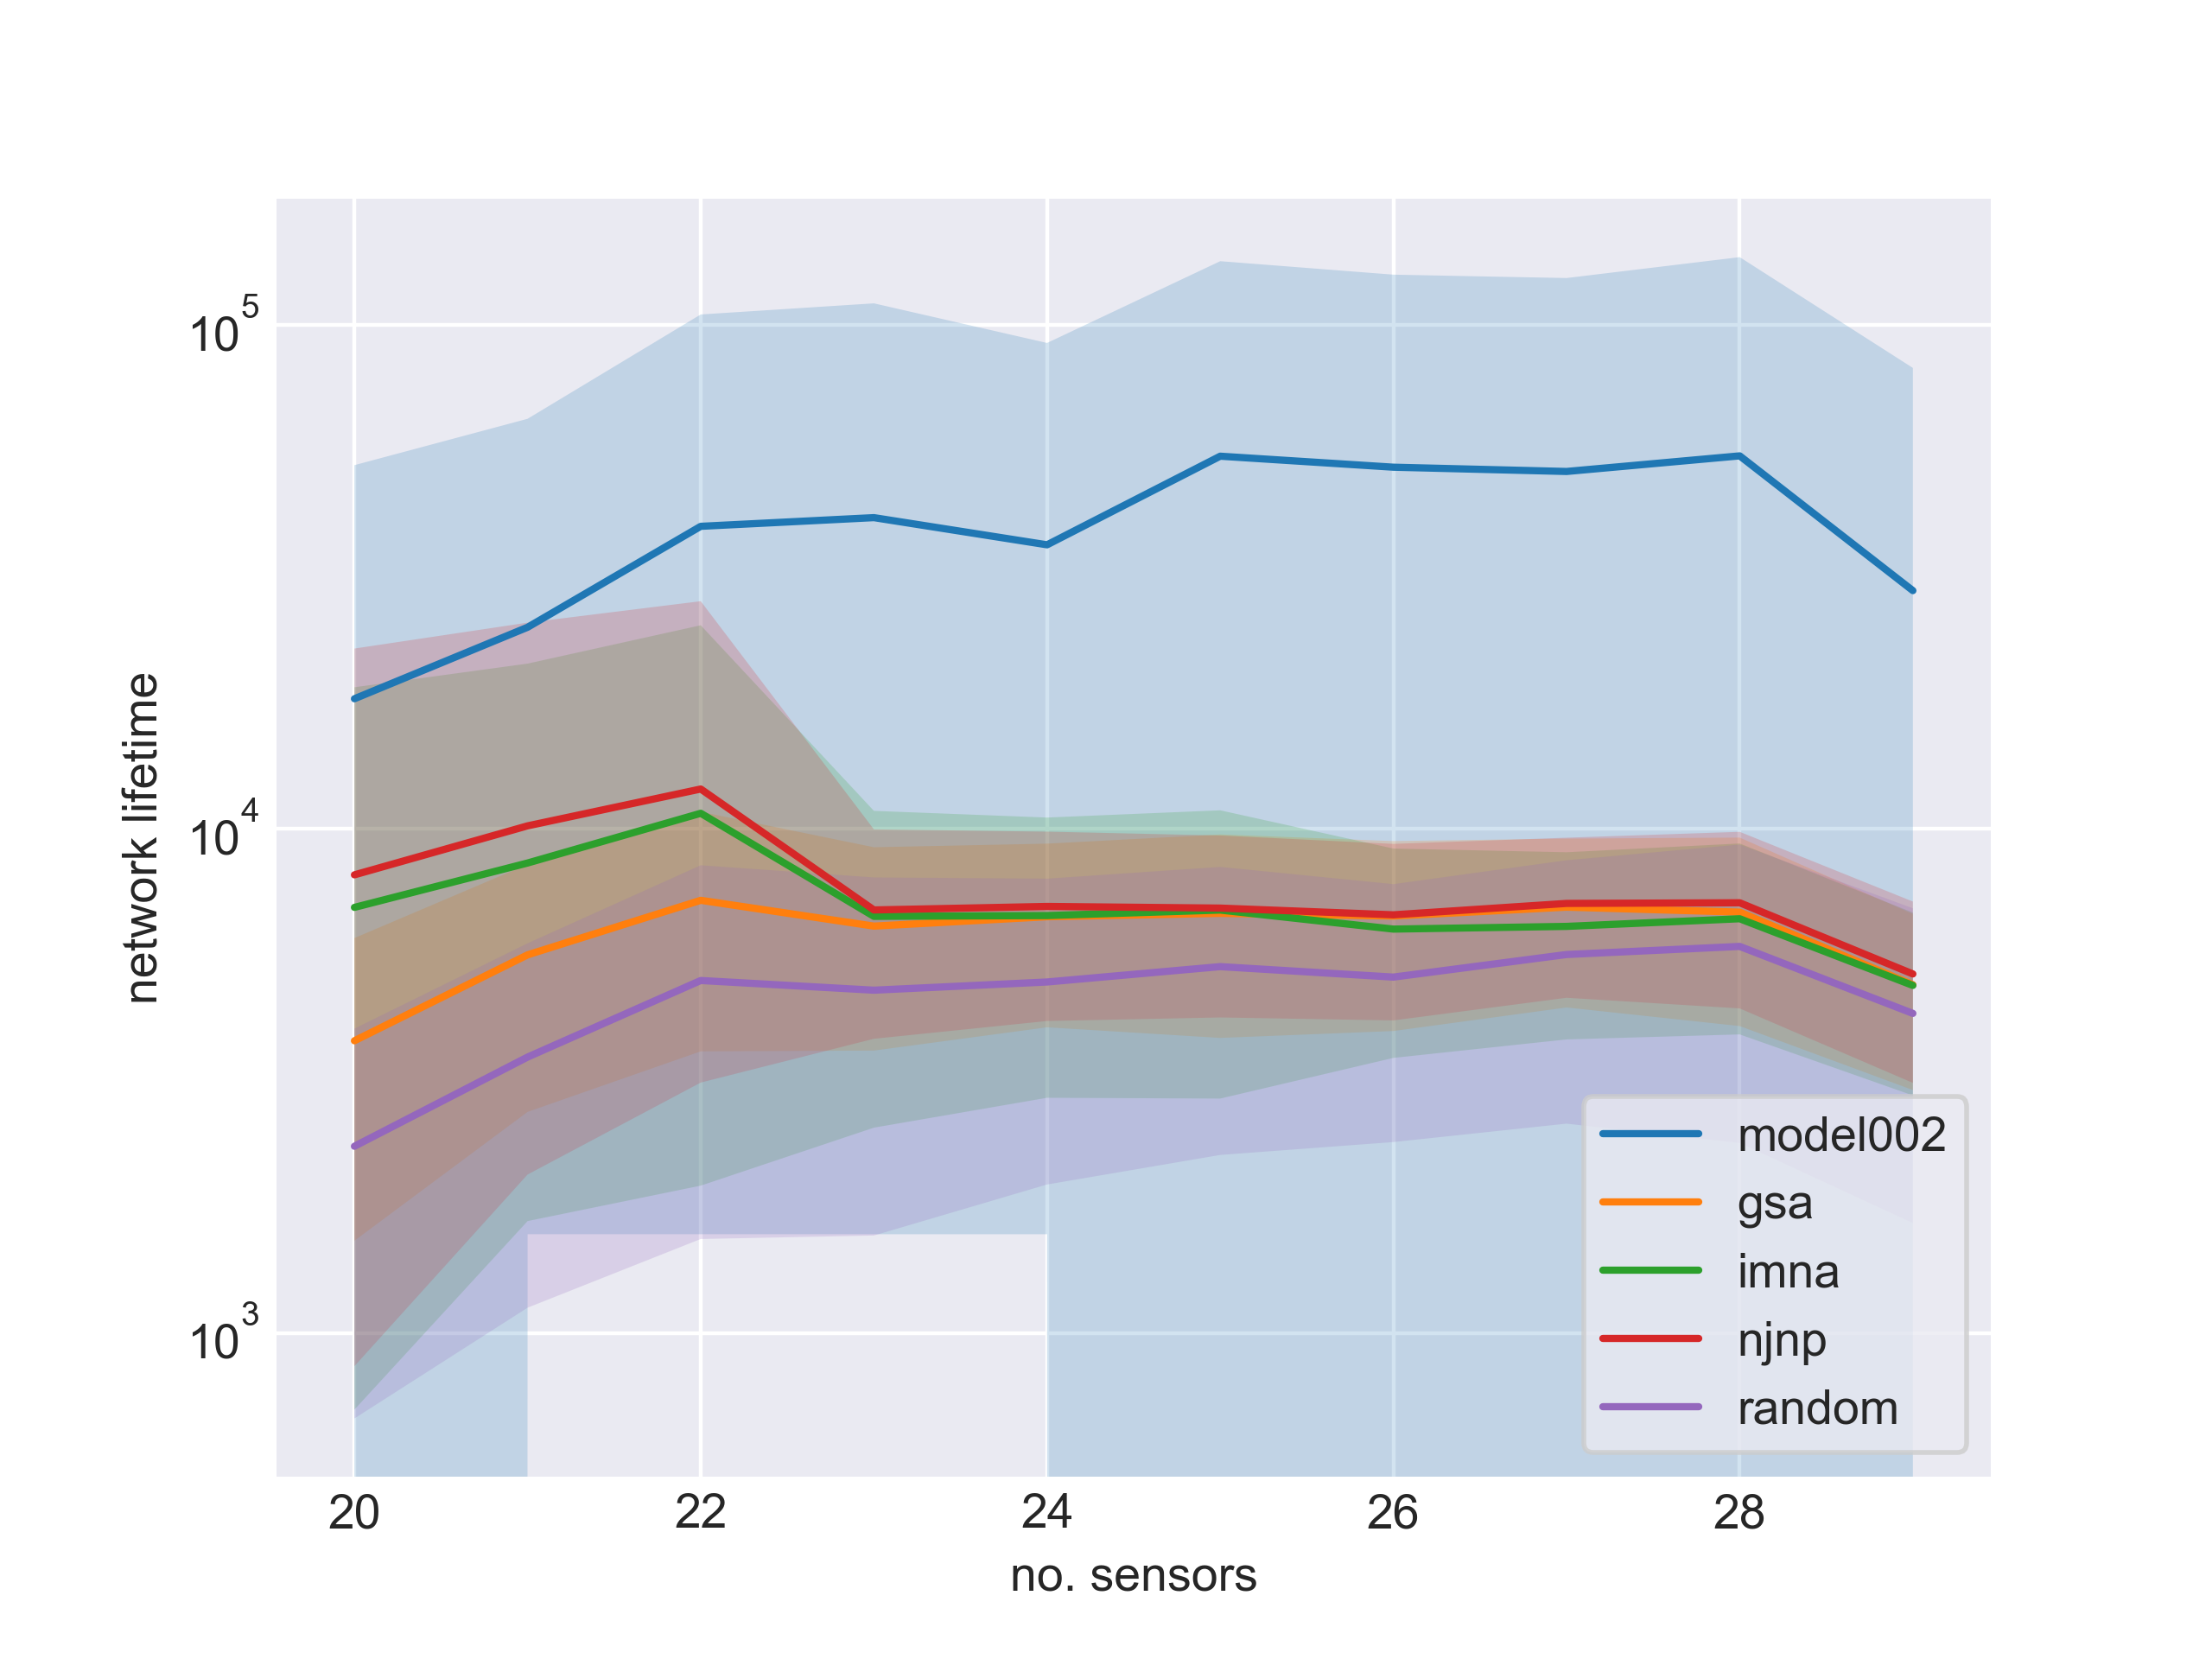 network lifetime
10^5
10^4
10^3
20 22 24 26 28
no. sensors
model002
gsa
imna
njnp
random